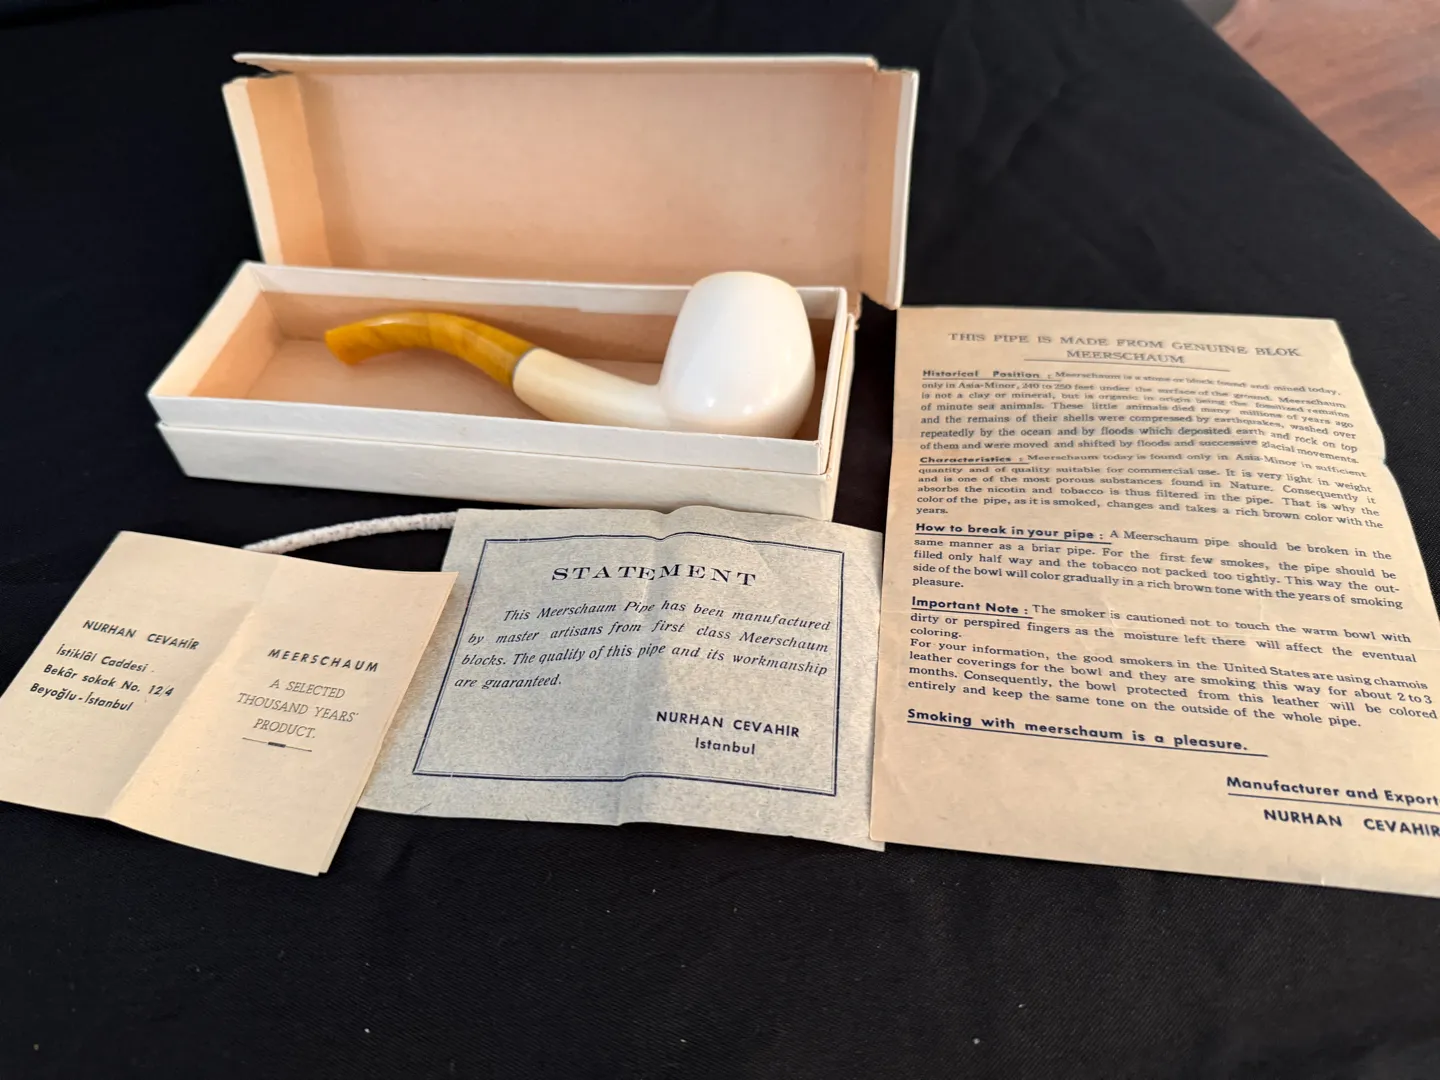 NURHAN CEVAHİR
İstiklâl Caddesi
Bekâr sokak No. 12/4
Beyoğlu - İstanbul
MEERSCHAUM
A SELECTED
THOUSAND YEARS'
PRODUCT.
STATEMENT
This Meerschaum Pipe has been manufactured
by master artisans from first class Meerschaum
blocks. The quality of this pipe and its workmanship
are guaranteed.
NURHAN CEVAHIR
Istanbul
THIS PIPE IS MADE FROM GENUINE BLOK
MEERSCHAUM
Historical Position : Meerschaum is a stone or block found and mined today,
only in Asia-Minor, 240 to 250 feet under the surface of the ground. Meerschaum
is not a clay or mineral, but is organic in origin being the fossilized remains
of minute sea animals. These little animals died many millions of years ago
and the remains of their shells were compressed by earthquakes, washed over
repeatedly by the ocean and by floods which deposited earth and rock on top
of them and were moved and shifted by floods and successive glacial movements.
Characteristics : Meerschaum today is found only in Asia-Minor in sufficient
quantity and of quality suitable for commercial use. It is very light in weight
and is one of the most porous substances found in Nature. Consequently it
absorbs the nicotin and tobacco is thus filtered in the pipe. That is why the
color of the pipe, as it is smoked, changes and takes a rich brown color with the
years.
How to break in your pipe : A Meerschaum pipe should be broken in the
same manner as a briar pipe. For the first few smokes, the pipe should be
filled only half way and the tobacco not packed too tightly. This way the out-
side of the bowl will color gradually in a rich brown tone with the years of smoking
pleasure.
Important Note : The smoker is cautioned not to touch the warm bowl with
dirty or perspired fingers as the moisture left there will affect the eventual
coloring.
For your information, the good smokers in the United States are using chamois
leather coverings for the bowl and they are smoking this way for about 2 to 3
months. Consequently, the bowl protected from this leather will be colored
entirely and keep the same tone on the outside of the whole pipe.
Smoking with meerschaum is a pleasure.
Manufacturer and Export
NURHAN CEVAHIR